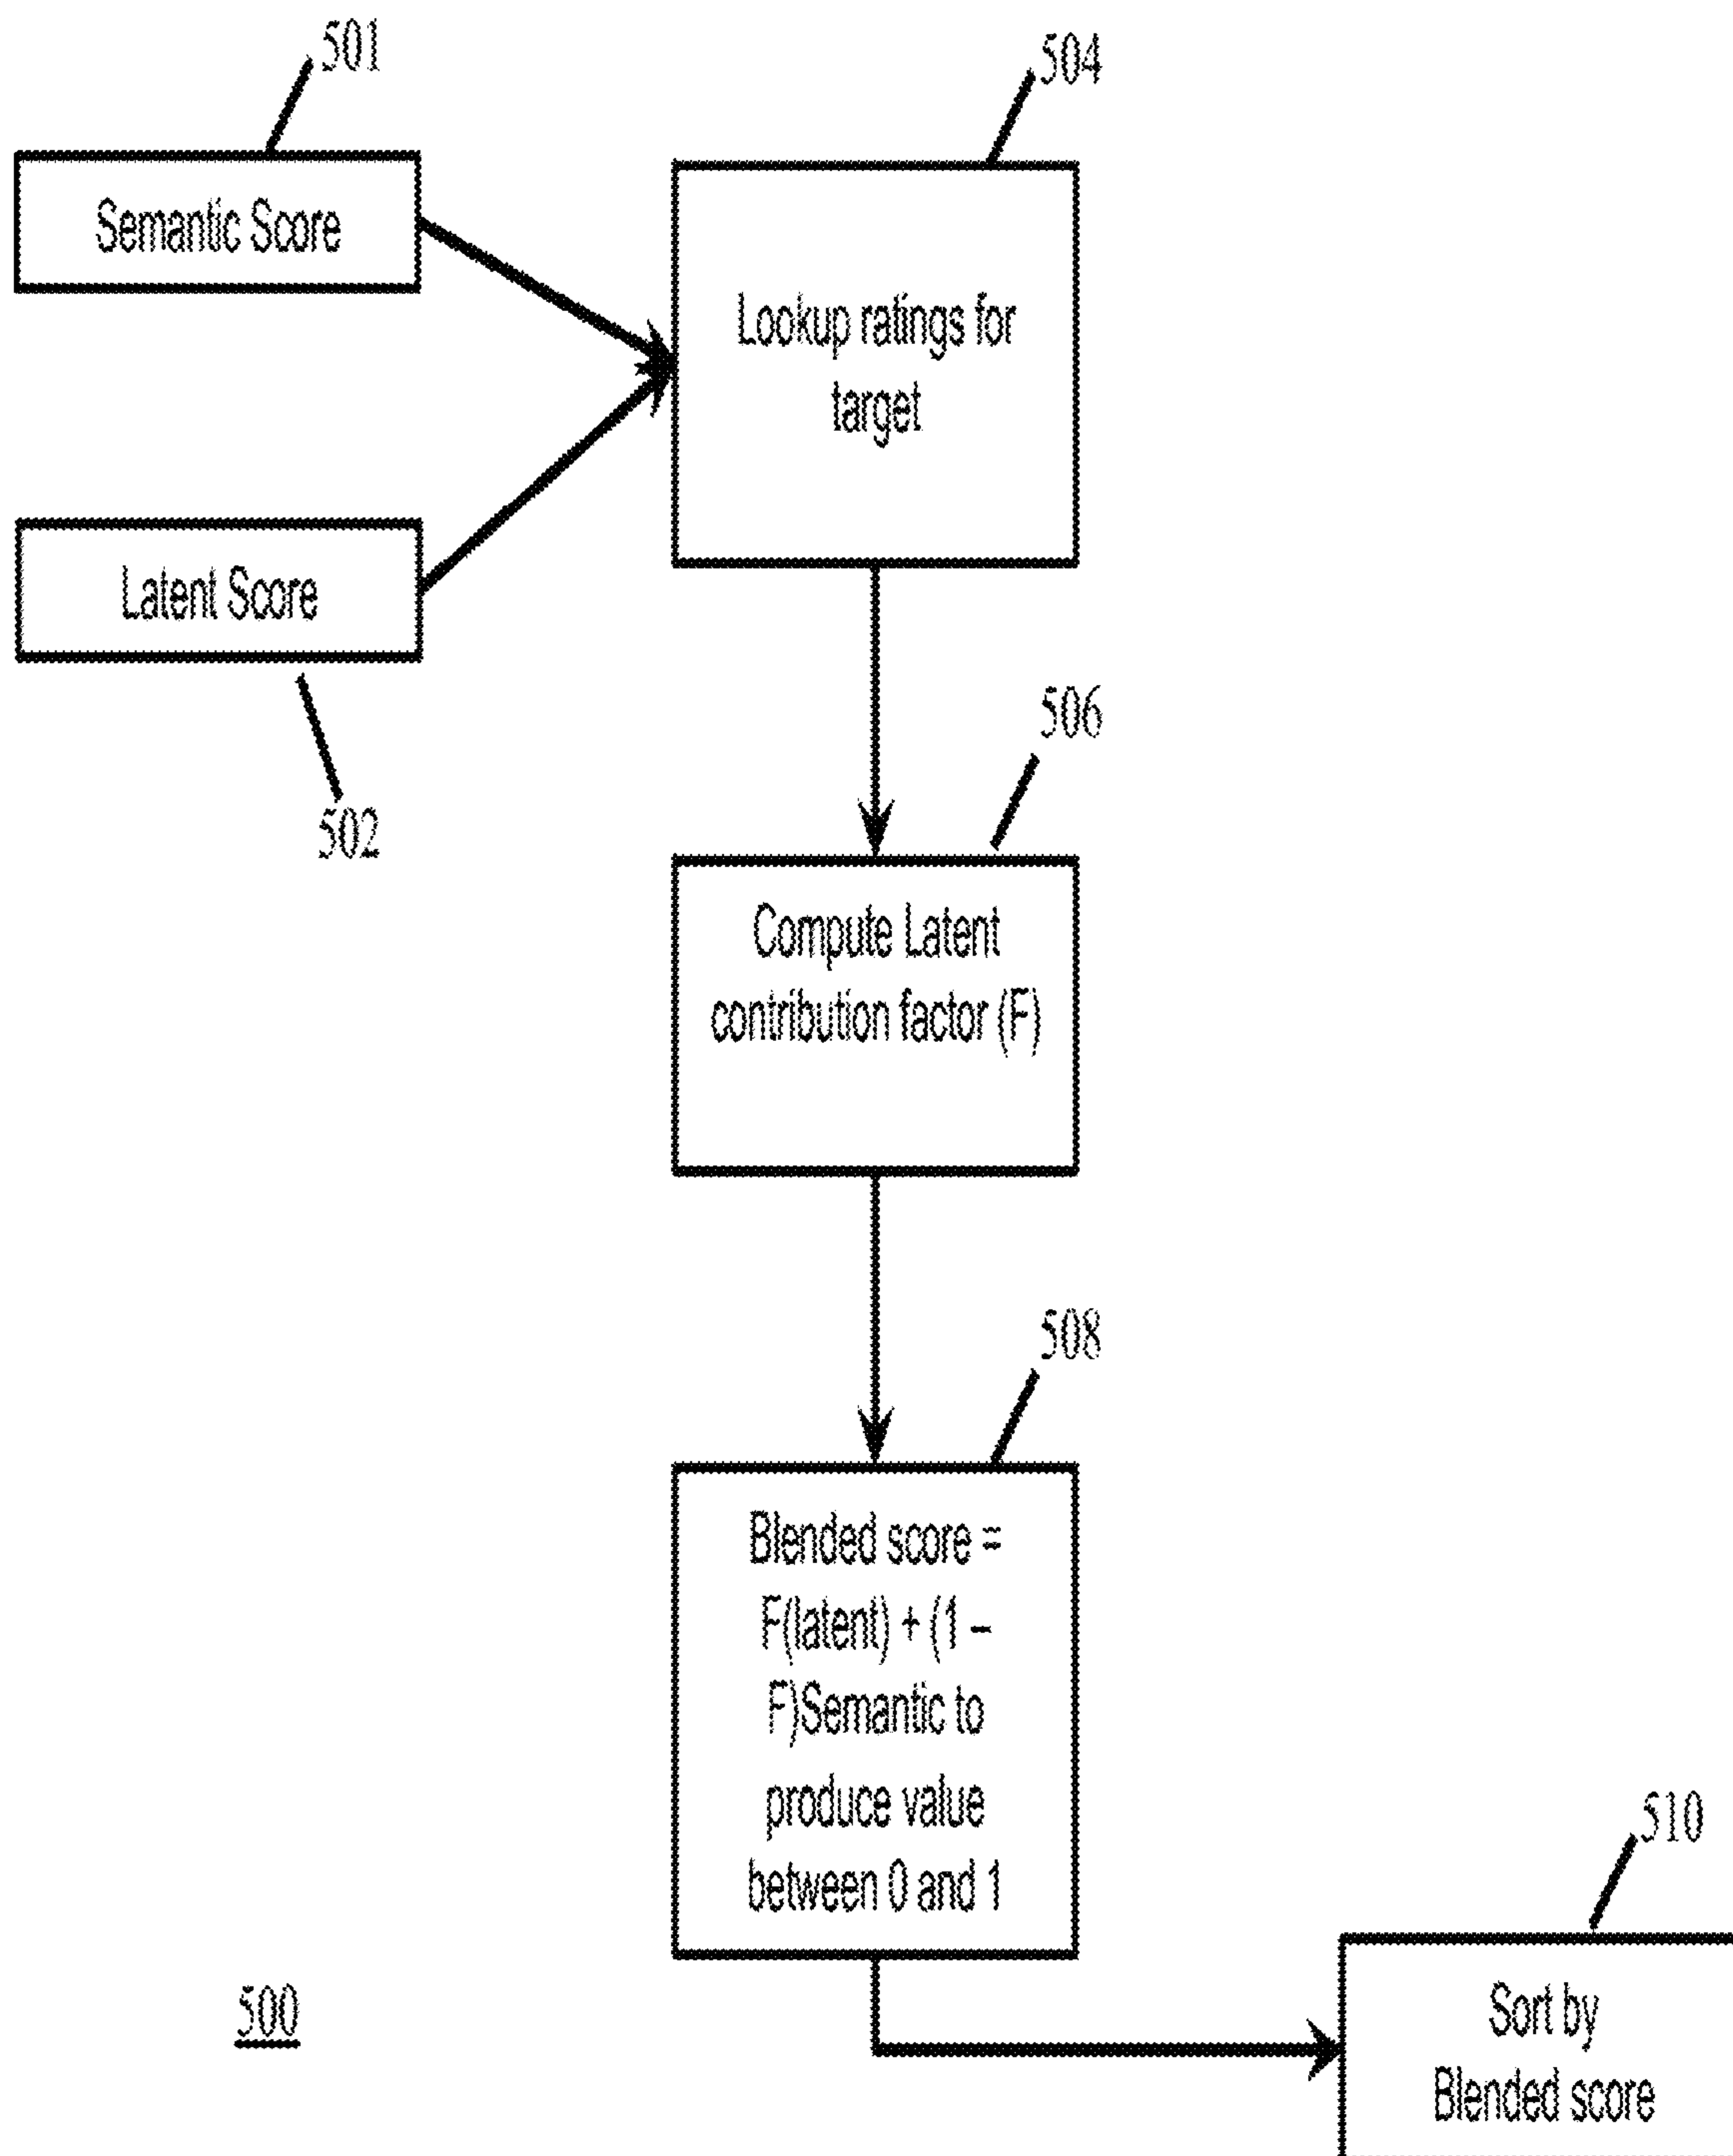 501
504
Semantic Score
Lookup ratings for
target
Latent Score
502
506
Compute Latent
contribution factor (F)
508
Blended score =
F(latent) + (1 –
F)Semantic to
produce value
between 0 and 1
510
500
Sort by
Blended score